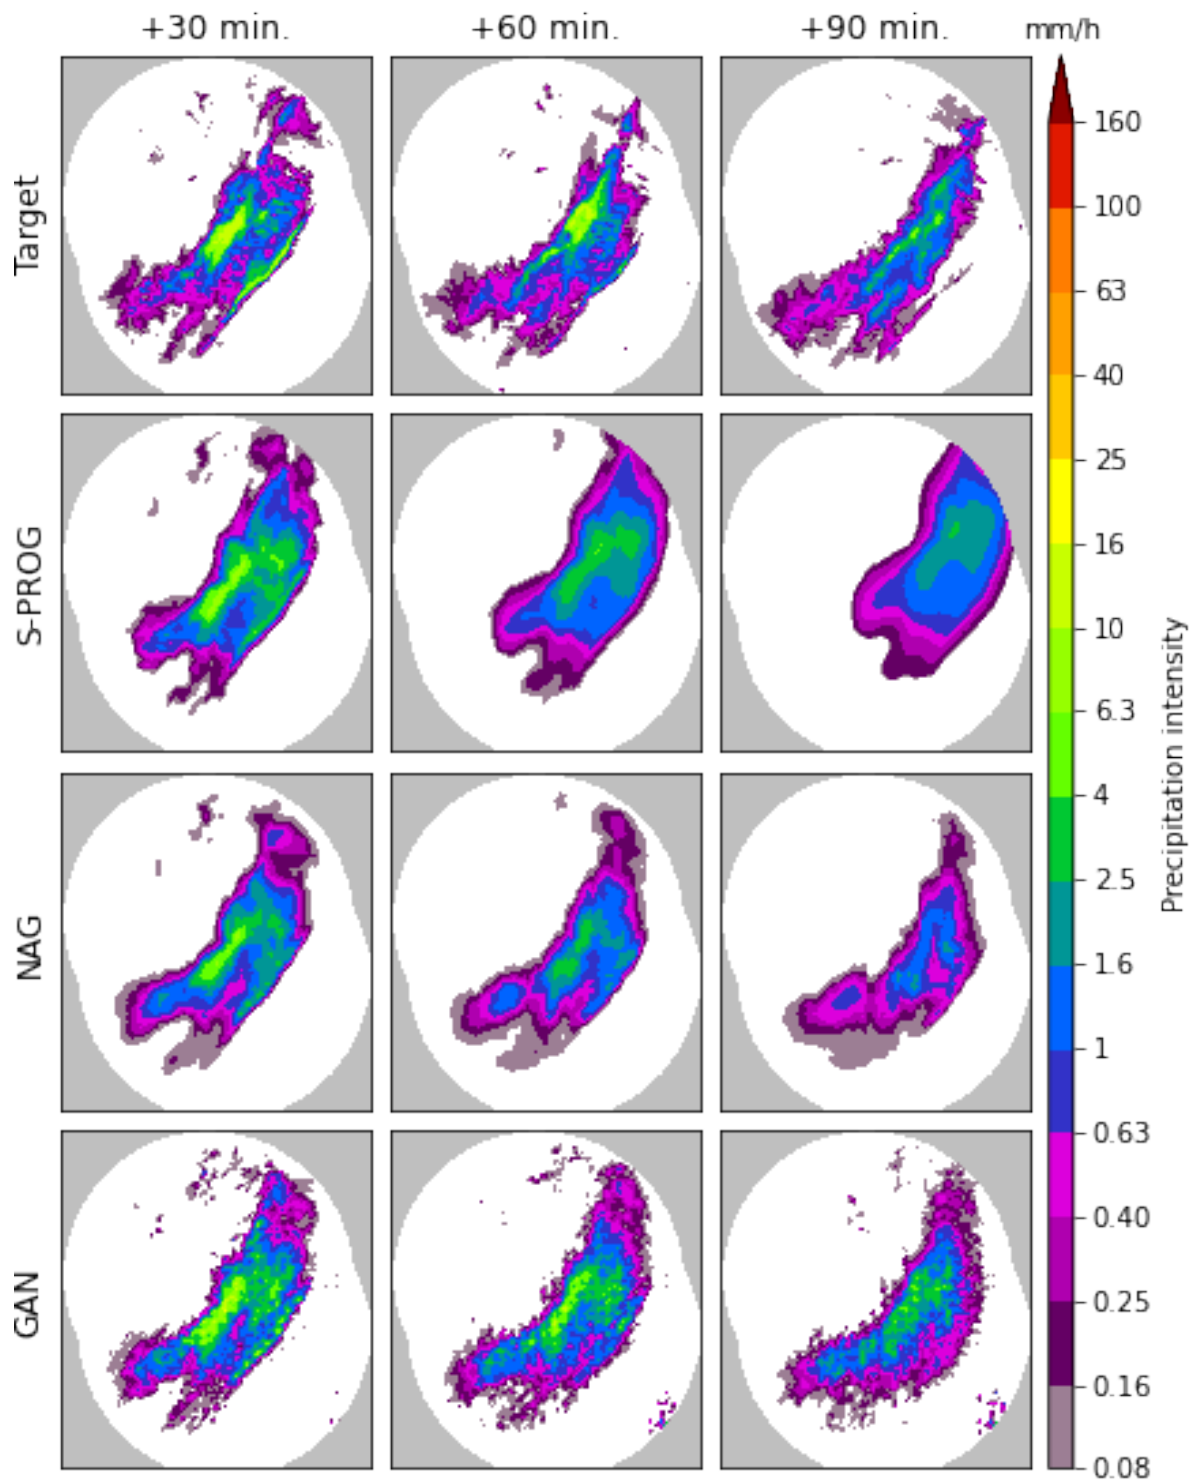 +30 min.
+60 min.
+90 min.
mm/h
Target
S-PROG
NAG
GAN
160
100
63
40
25
16
10
6.3
4
2.5
1.6
1
0.63
0.40
0.25
0.16
0.08
Precipitation intensity